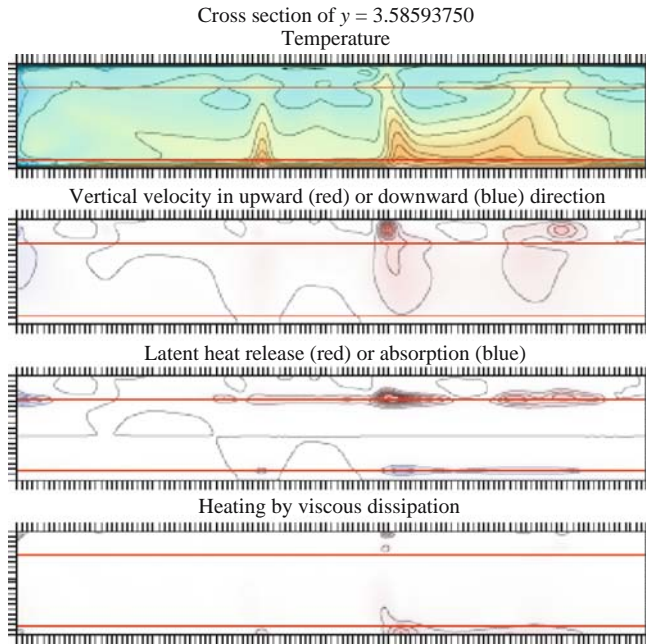 Cross section of y = 3.58593750
Temperature
Vertical velocity in upward (red) or downward (blue) direction
Latent heat release (red) or absorption (blue)
Heating by viscous dissipation